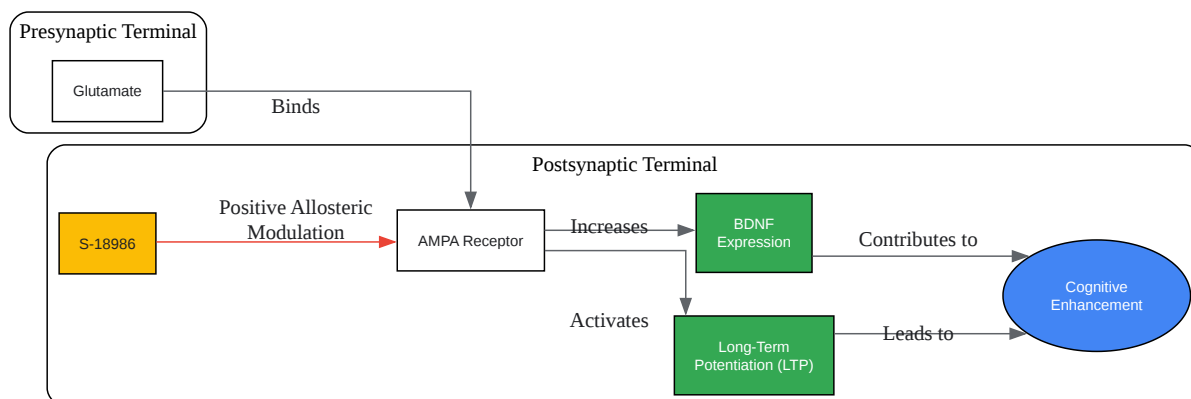 Presynaptic Terminal
Glutamate
Binds
Postsynaptic Terminal
S-18986
Positive Allosteric
Modulation
AMPA Receptor
Increases
BDNF
Expression
Contributes to
Activates
Long-Term
Potentiation (LTP)
Leads to
Cognitive
Enhancement